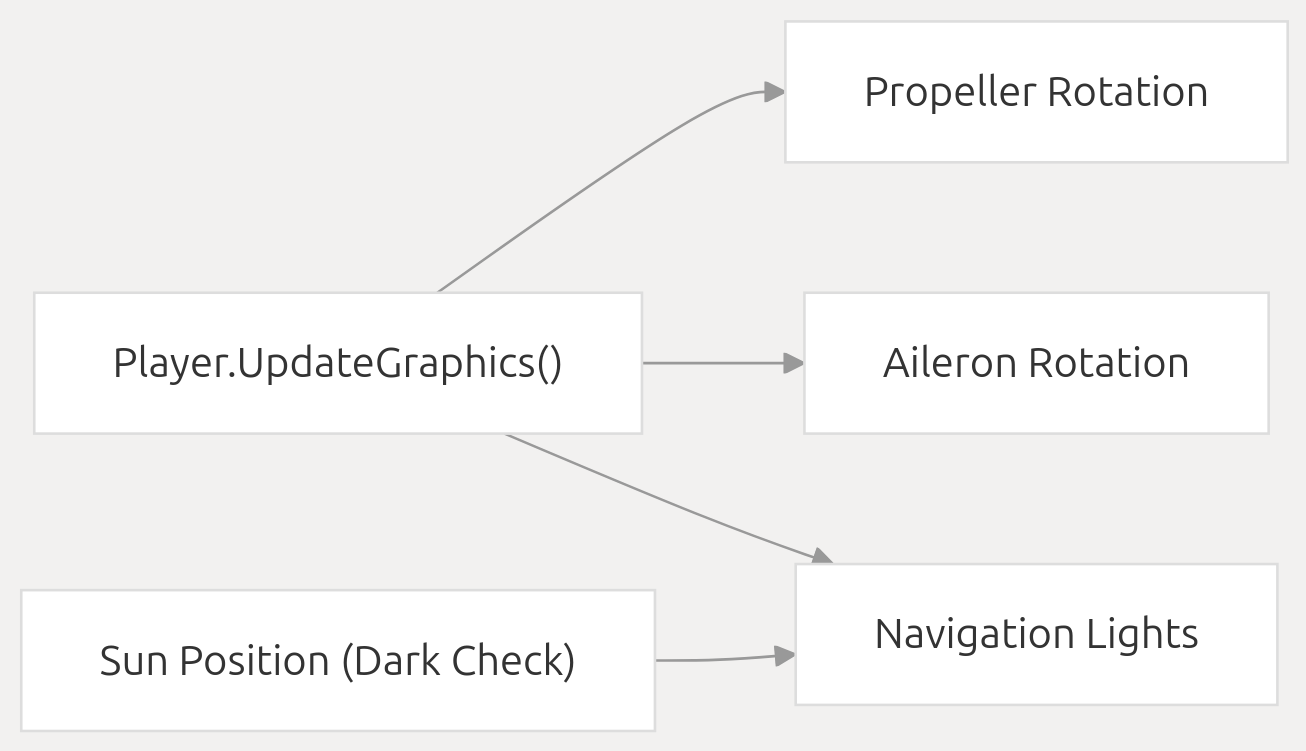 Propeller Rotation
Player.UpdateGraphics()
Aileron Rotation
Navigation Lights
Sun Position (Dark Check)